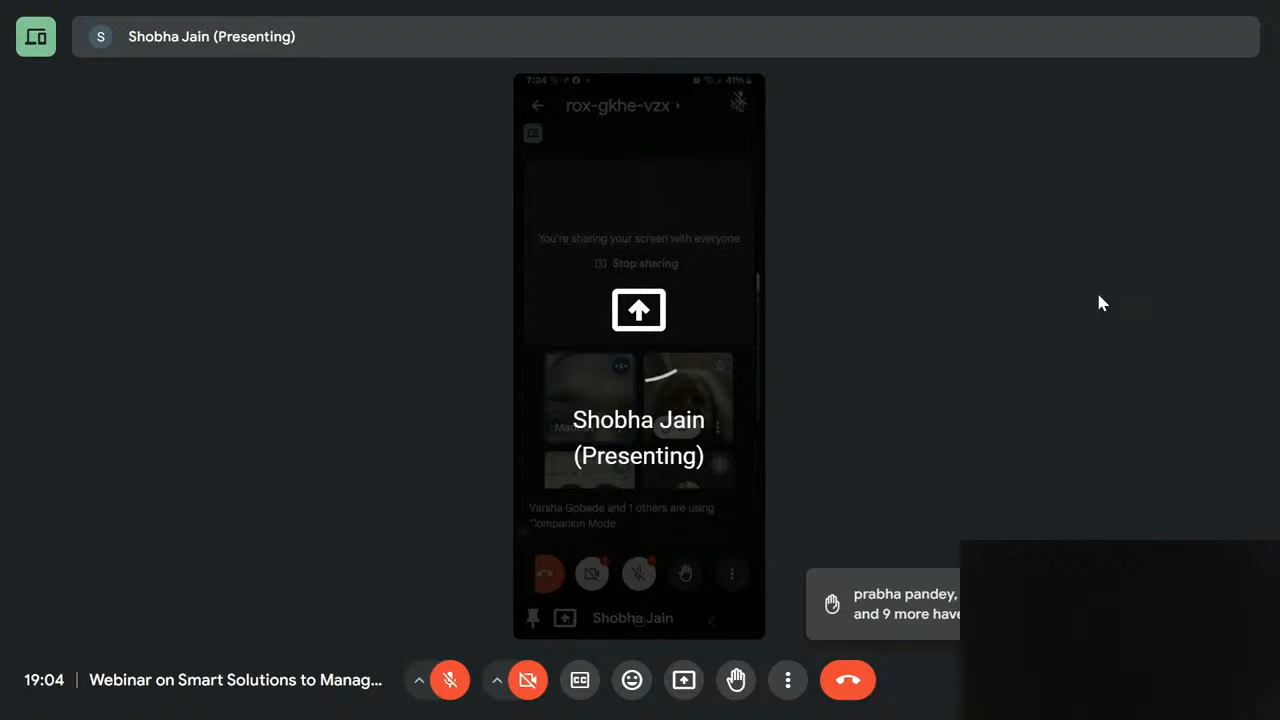 S Shobha Jain (Presenting)
7:04 41%
rox-gkhe-vzx
You're sharing your screen with everyone
Stop sharing
Shobha Jain
(Presenting)
Varsha Gobade and 1 others are using
Companion Mode
Shobha Jain
prabha pandey,
and 9 more have
19:04 | Webinar on Smart Solutions to Manag...
CC